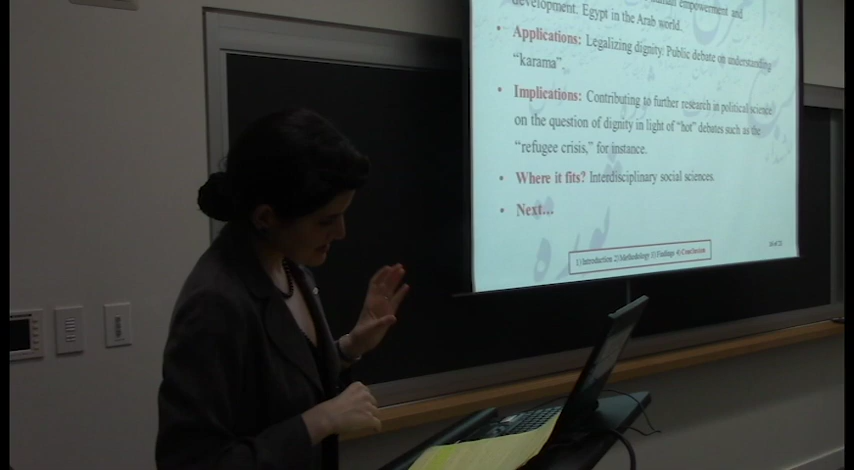 empowerment and
development. Egypt in the Arab world.
• Applications: Legalizing dignity: Public debate on understanding
“karama”.
• Implications: Contributing to further research in political science
on the question of dignity in light of “hot” debates such as the
“refugee crisis,” for instance.
• Where it fits? Interdisciplinary social sciences.
• Next...
1) Introduction 2) Methodology 3) Findings 4) Conclusion